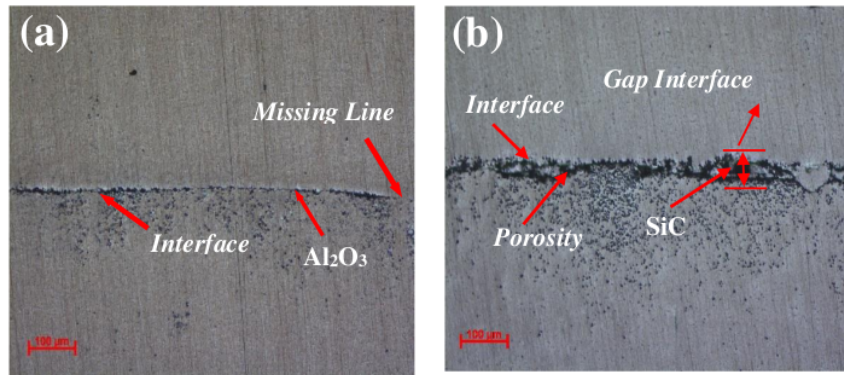 (a)
Missing Line
Interface
Al₂O₃
100 µm
(b)
Gap Interface
Interface
Porosity
SiC
100 µm